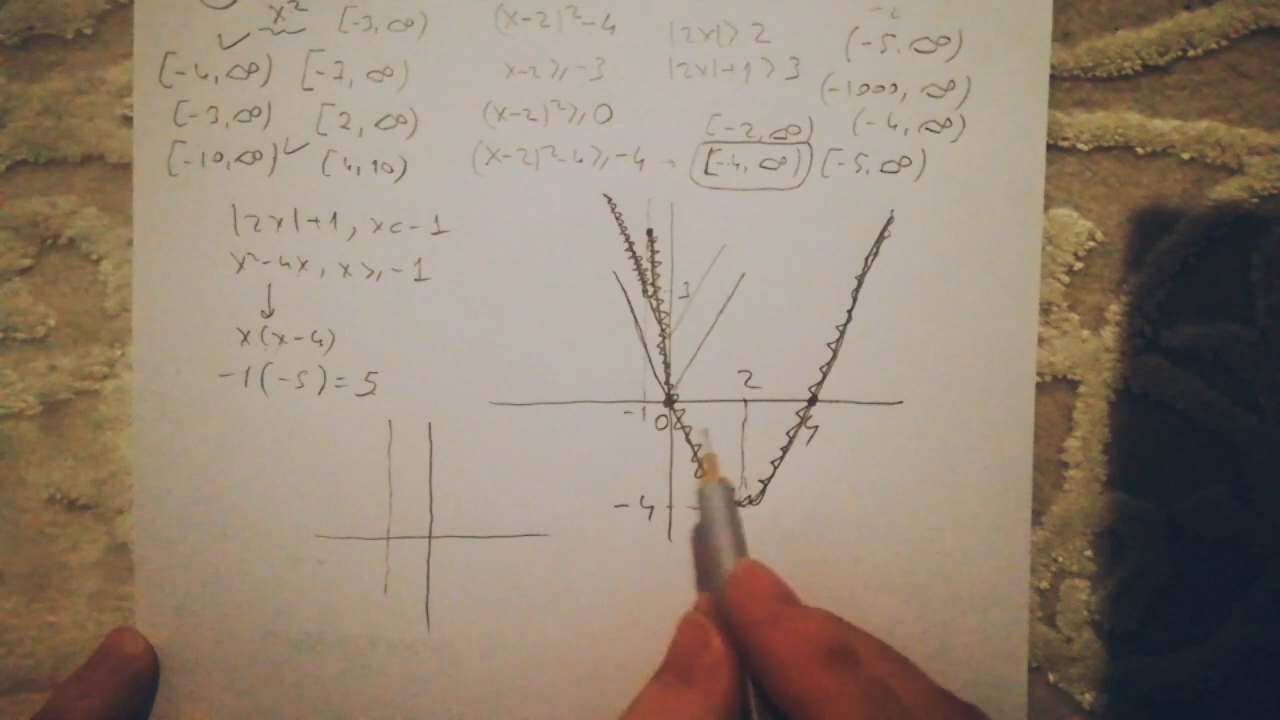 x² [-3, ∞) (x-2)²-4 |2x|>2 (-5, ∞)
[-4, ∞) [-7, ∞) x-2≥-3 |2x|+1>3 (-1000, ∞)
[-3, ∞) [2, ∞) (x-2)²≥0 [-2, ∞) (-4, ∞)
[-10, ∞) (4, 10) (x-2)²-4≥-4 → [-4, ∞) [-5, ∞)
|2x|+1, x<-1
x²-4x, x≥-1
↓
x(x-4)
-1(-5)=5
3
2
-1 0 4
-4